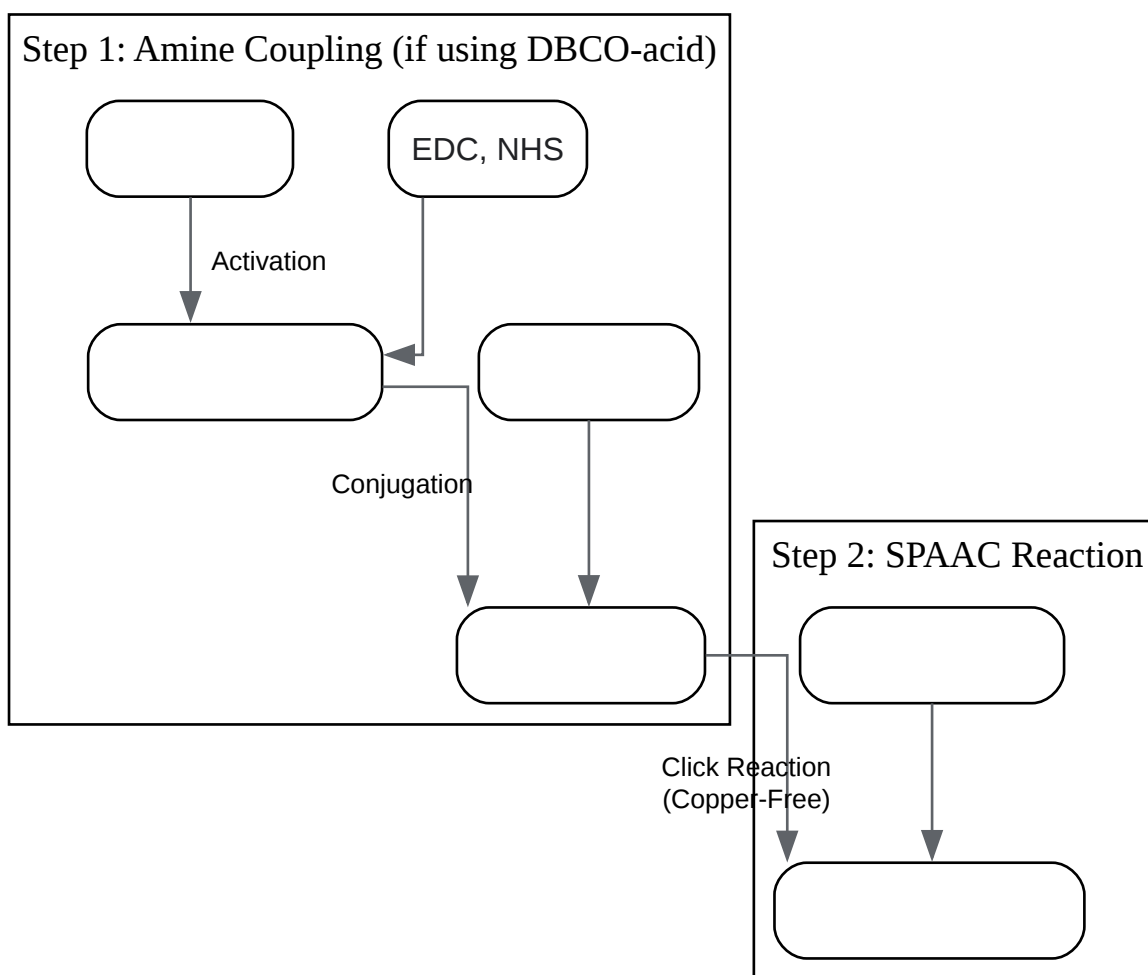 Step 1: Amine Coupling (if using DBCO-acid)
EDC, NHS
Activation
Conjugation
Step 2: SPAAC Reaction
Click Reaction
(Copper-Free)